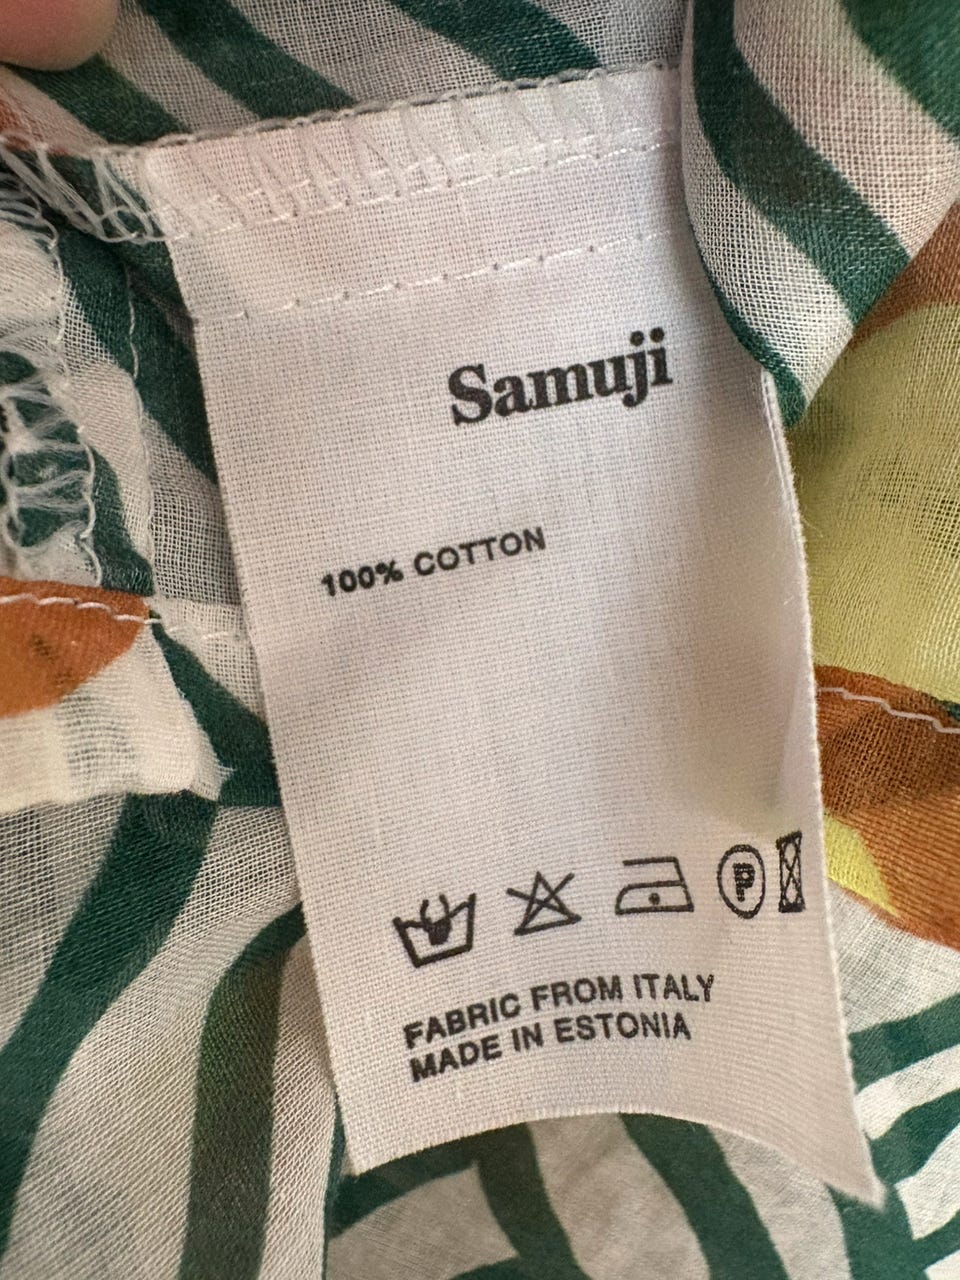 Samuji
100% COTTON
P
FABRIC FROM ITALY
MADE IN ESTONIA